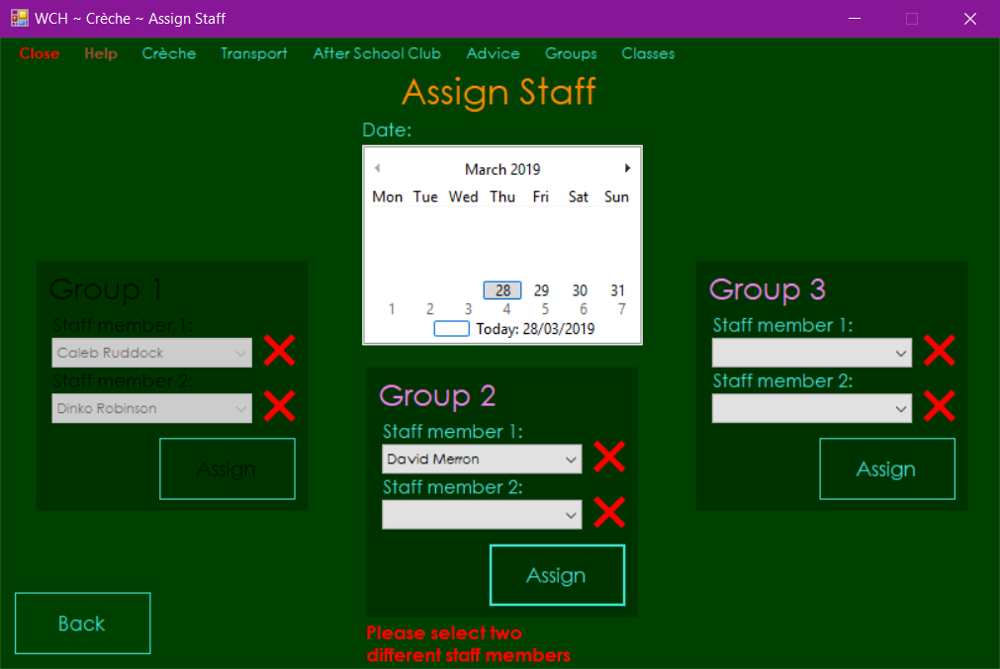 WCH ~ Crèche ~ Assign Staff
Close Help Crèche Transport After School Club Advice Groups Classes
Assign Staff
Date:
March 2019
Mon Tue Wed Thu Fri Sat Sun
28 29 30 31
1 2 3 4 5 6 7
Today: 28/03/2019
Group 1
Staff member 1:
Caleb Ruddock
Staff member 2:
Dinko Robinson
Assign
Group 2
Staff member 1:
David Merron
Staff member 2:
Assign
Please select two
different staff members
Group 3
Staff member 1:
Staff member 2:
Assign
Back